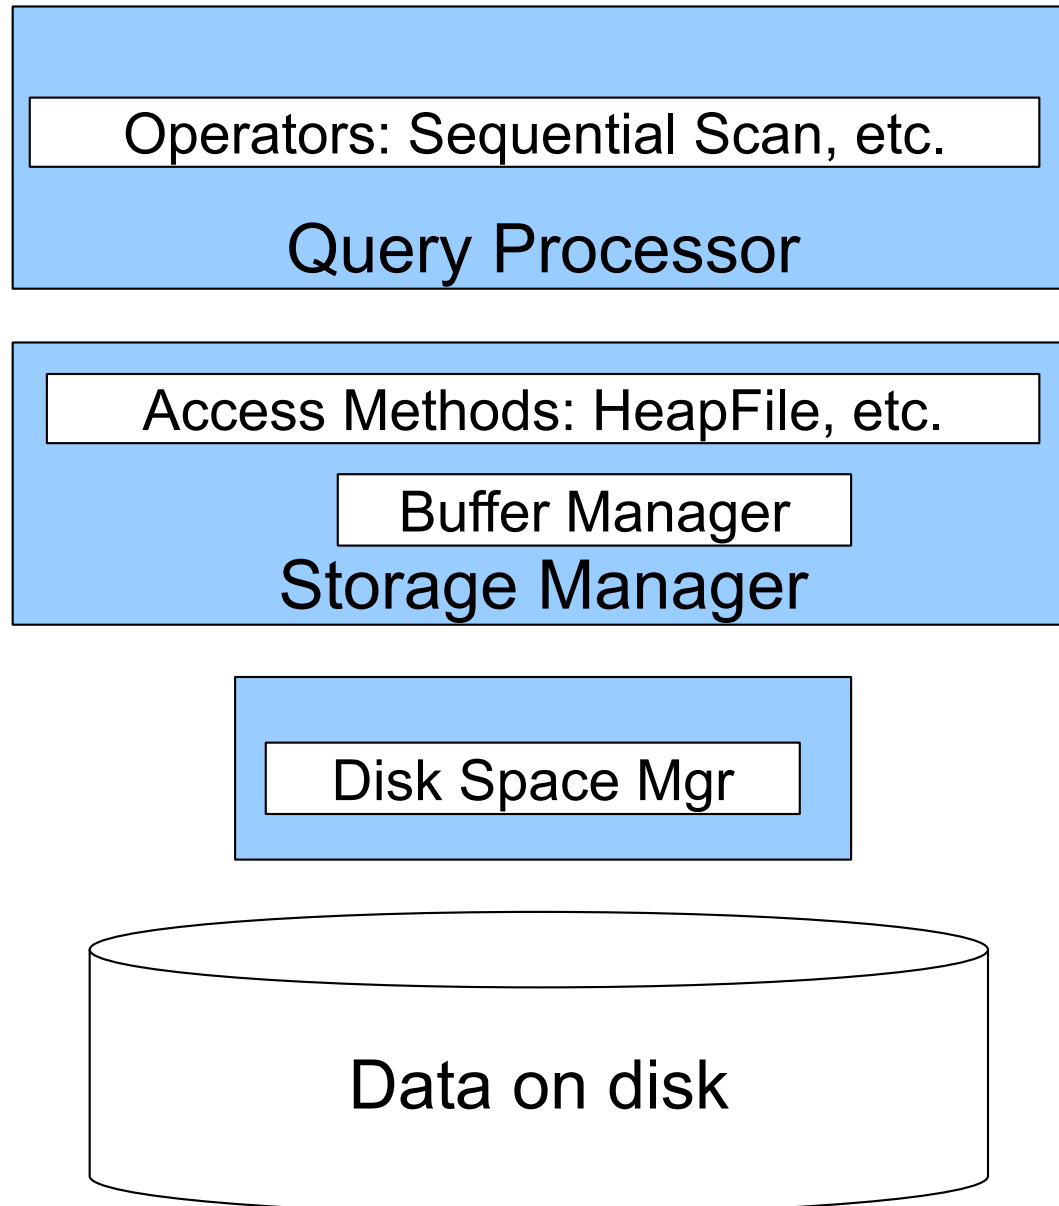 Operators: Sequential Scan, etc.
Query Processor
Access Methods: HeapFile, etc.
Buffer Manager
Storage Manager
Disk Space Mgr
Data on disk